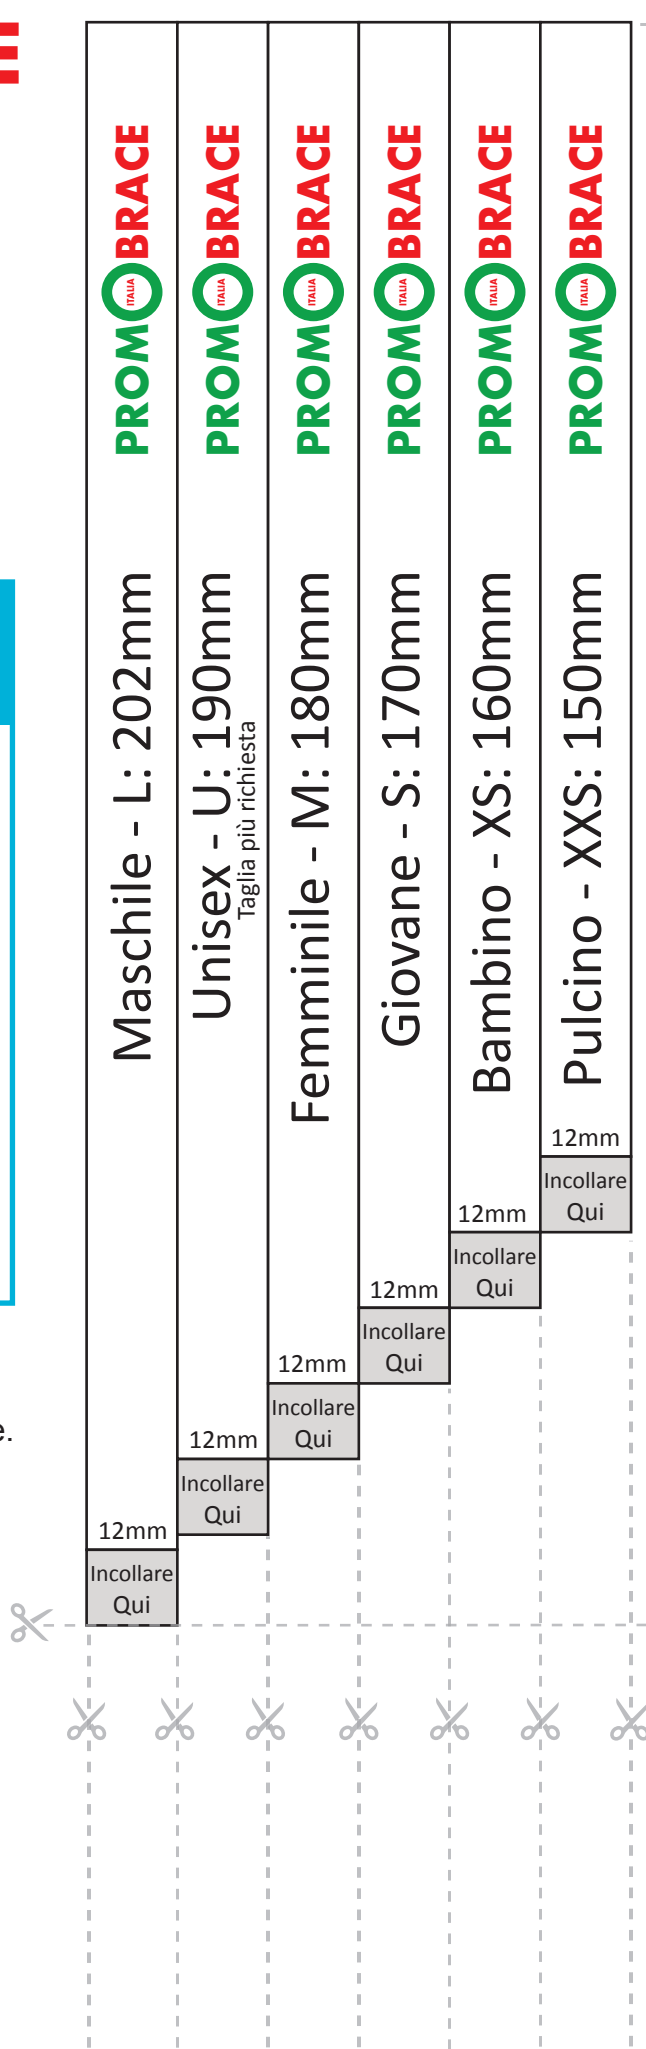 PROMOBRACE
ITALIA
Maschile - L: 202mm
12mm
Incollare
Qui
PROMOBRACE
ITALIA
Unisex - U: 190mm
Taglia più richiesta
12mm
Incollare
Qui
PROMOBRACE
ITALIA
Femminile - M: 180mm
12mm
Incollare
Qui
PROMOBRACE
ITALIA
Giovane - S: 170mm
12mm
Incollare
Qui
PROMOBRACE
ITALIA
Bambino - XS: 160mm
12mm
Incollare
Qui
PROMOBRACE
ITALIA
Pulcino - XXS: 150mm
12mm
Incollare
Qui